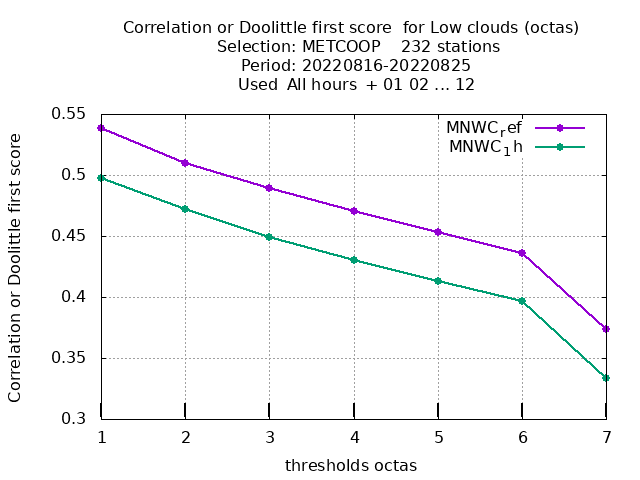 Correlation or Doolittle first score  for Low clouds (octas)
Selection: METCOOP    232 stations
Period: 20220816-20220825
Used  All hours  + 01 02 ... 12
Correlation or Doolittle first score
0.55
0.5
0.45
0.4
0.35
0.3
MNWC_ref
MNWC_1h
1 2 3 4 5 6 7
thresholds octas